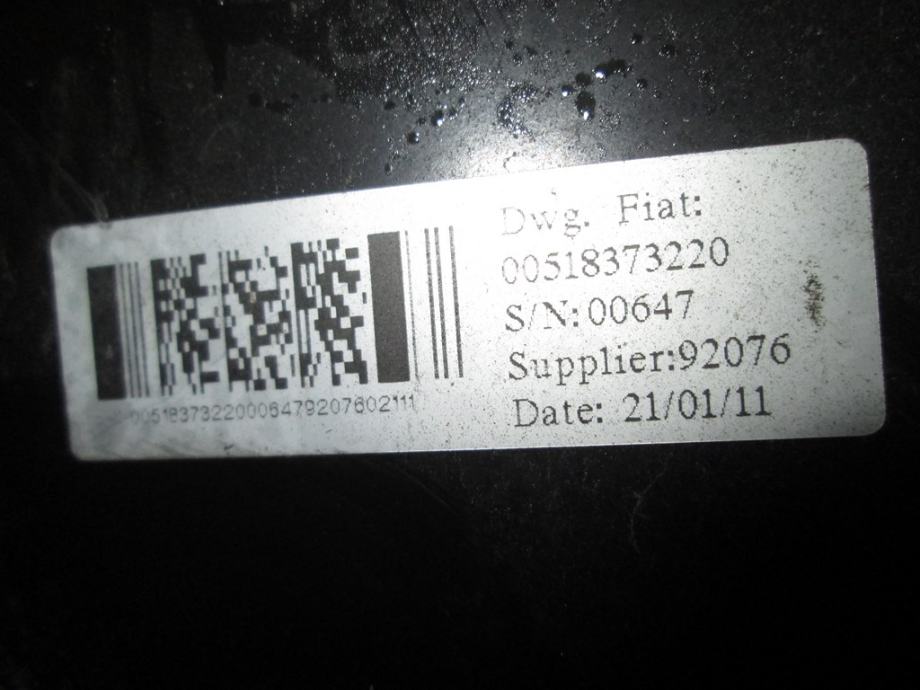 Dwg. Fiat:
00518373220
S/N:00647
Supplier:92076
Date: 21/01/11
00518373220006479207602111